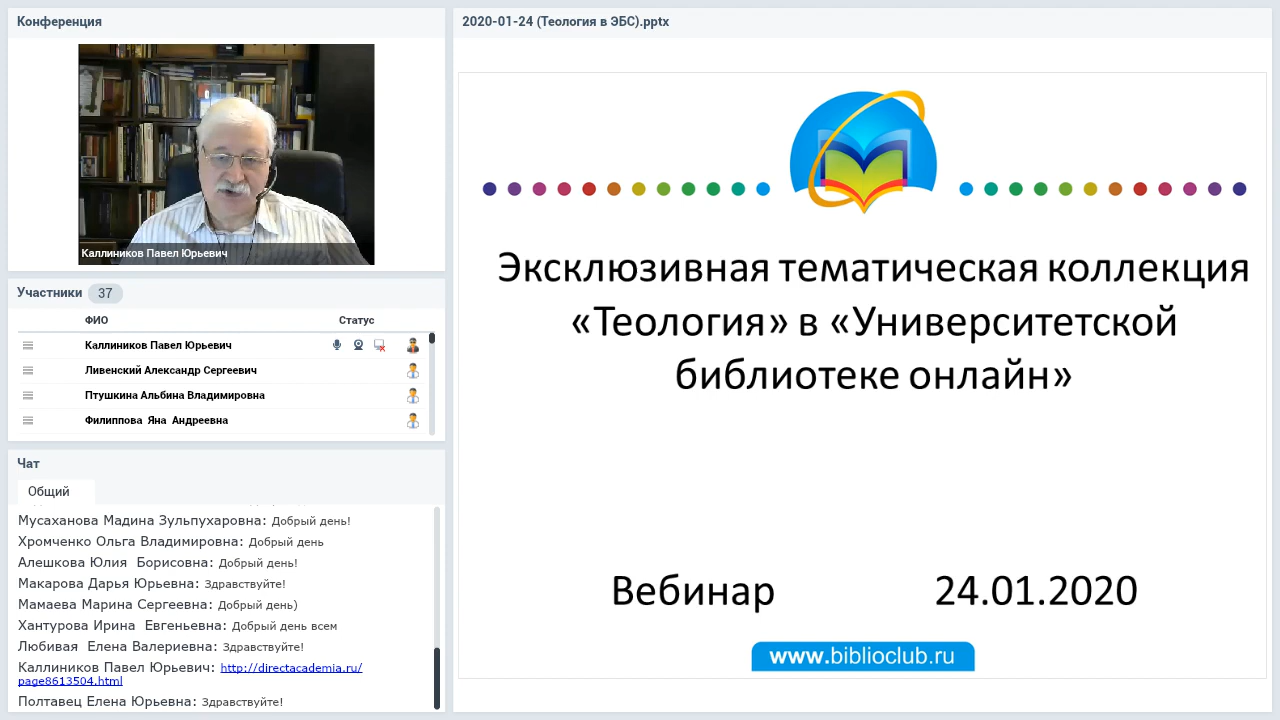 Конференция
Каллиников Павел Юрьевич
Участники 37
ФИО Статус
Каллиников Павел Юрьевич
Ливенский Александр Сергеевич
Птушкина Альбина Владимировна
Филиппова Яна Андреевна
Чат
Общий
Мусаханова Мадина Зульпухаровна: Добрый день!
Хромченко Ольга Владимировна: Добрый день
Алешкова Юлия Борисовна: Добрый день!
Макарова Дарья Юрьевна: Здравствуйте!
Мамаева Марина Сергеевна: Добрый день)
Хантурова Ирина Евгеньевна: Добрый день всем
Любивая Елена Валериевна: Здравствуйте!
Каллиников Павел Юрьевич: http://directacademia.ru/
page8613504.html
Полтавец Елена Юрьевна: Здравствуйте!
2020-01-24 (Теология в ЭБС).pptx
Эксклюзивная тематическая коллекция
«Теология» в «Университетской
библиотеке онлайн»
Вебинар 24.01.2020
www.biblioclub.ru